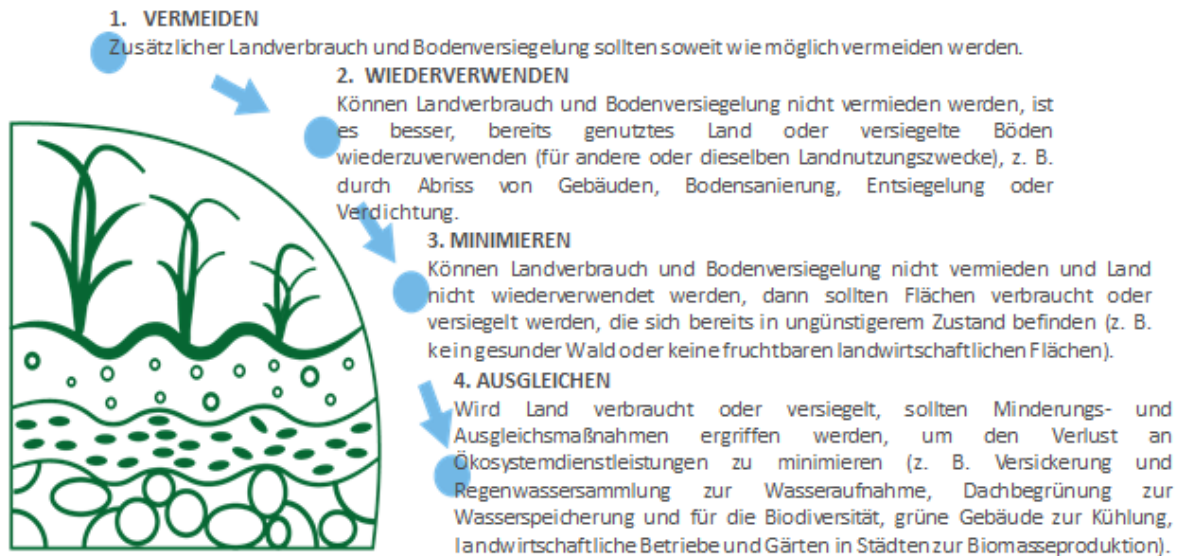 1. VERMEIDEN
Zusätzlicher Landverbrauch und Bodenversiegelung sollten soweit wie möglich vermeiden werden.
2. WIEDERVERWENDEN
Können Landverbrauch und Bodenversiegelung nicht vermieden werden, ist
es besser, bereits genutztes Land oder versiegelte Böden
wiederzuverwenden (für andere oder dieselben Landnutzungszwecke), z. B.
durch Abriss von Gebäuden, Bodensanierung, Entsiegelung oder
Verdichtung.
3. MINIMIEREN
Können Landverbrauch und Bodenversiegelung nicht vermieden und Land
nicht wiederverwendet werden, dann sollten Flächen verbraucht oder
versiegelt werden, die sich bereits in ungünstigerem Zustand befinden (z. B.
kein gesunder Wald oder keine fruchtbaren landwirtschaftlichen Flächen).
4. AUSGLEICHEN
Wird Land verbraucht oder versiegelt, sollten Minderungs- und
Ausgleichsmaßnahmen ergriffen werden, um den Verlust an
Ökosystemdienstleistungen zu minimieren (z. B. Versickerung und
Regenwassersammlung zur Wasseraufnahme, Dachbegrünung zur
Wasserspeicherung und für die Biodiversität, grüne Gebäude zur Kühlung,
landwirtschaftliche Betriebe und Gärten in Städten zur Biomasseproduktion).